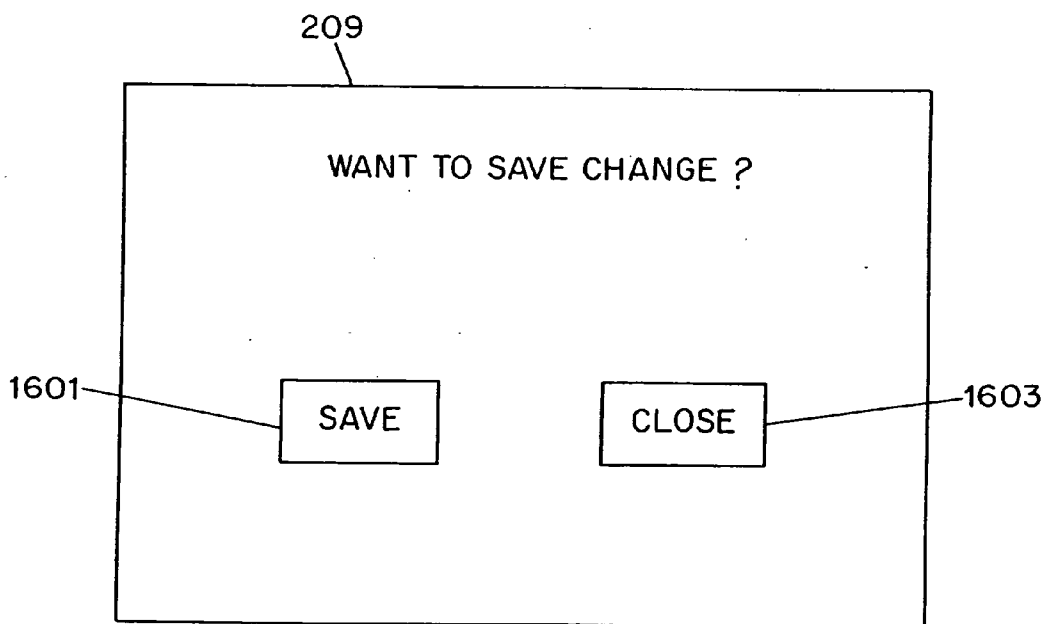 209
WANT TO SAVE CHANGE ?
1601
SAVE
CLOSE
1603